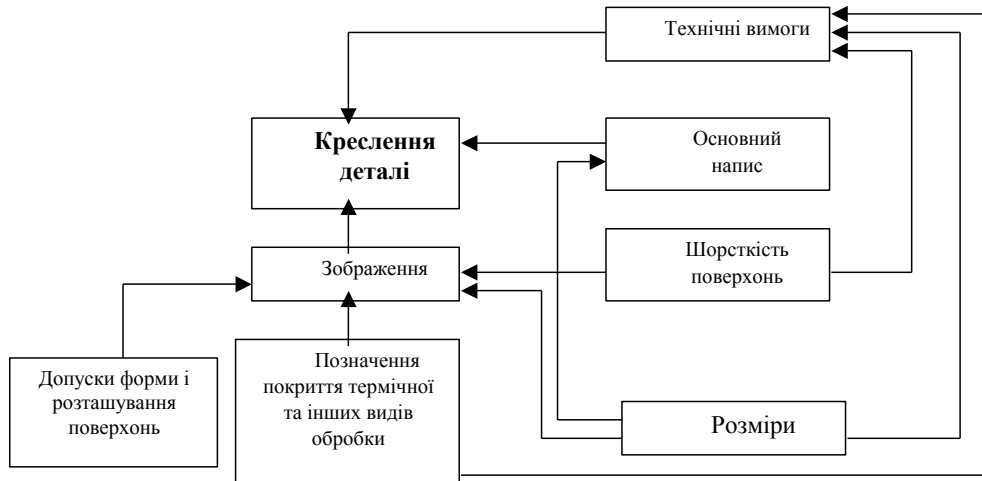 Технічні вимоги
Креслення
деталі
Основний
напис
Зображення
Шорсткість
поверхонь
Допуски форми і
розташування
поверхонь
Позначення
покриття термічної
та інших видів
обробки
Розміри